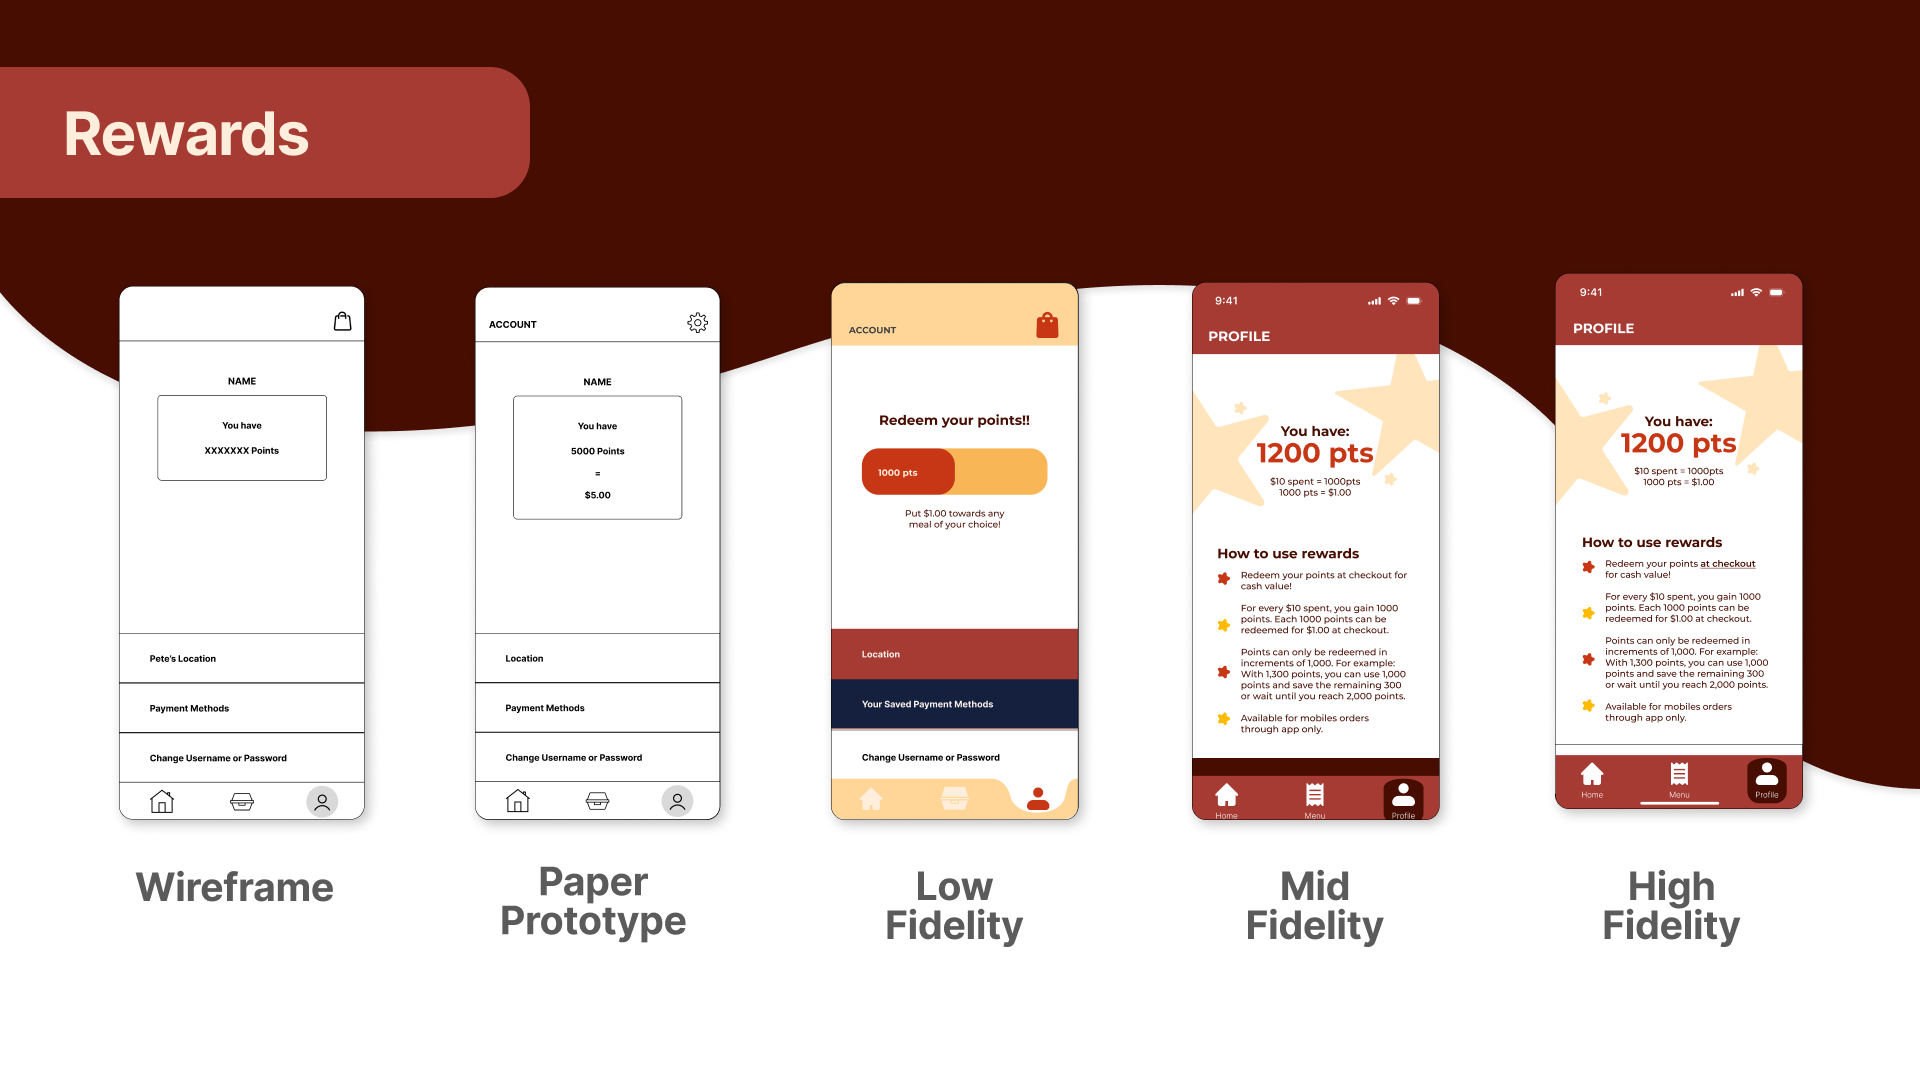 Rewards
NAME
You have
XXXXXXX Points
Pete's Location
Payment Methods
Change Username or Password
Wireframe
ACCOUNT
NAME
You have
5000 Points
=
$5.00
Location
Payment Methods
Change Username or Password
Paper
Prototype
ACCOUNT
Redeem your points!!
1000 pts
Put $1.00 towards any
meal of your choice!
Location
Your Saved Payment Methods
Change Username or Password
Low
Fidelity
9:41
PROFILE
You have:
1200 pts
$10 spent = 1000pts
1000 pts = $1.00
How to use rewards
Redeem your points at checkout for
cash value!
For every $10 spent, you gain 1000
points. Each 1000 points can be
redeemed for $1.00 at checkout.
Points can only be redeemed in
increments of 1,000. For example:
With 1,300 points, you can use 1,000
points and save the remaining 300
or wait until you reach 2,000 points.
Available for mobiles orders
through app only.
Home
Menu
Profile
Mid
Fidelity
9:41
PROFILE
You have:
1200 pts
$10 spent = 1000pts
1000 pts = $1.00
How to use rewards
Redeem your points at checkout
for cash value!
For every $10 spent, you gain 1000
points. Each 1000 points can be
redeemed for $1.00 at checkout.
Points can only be redeemed in
increments of 1,000. For example:
With 1,300 points, you can use 1,000
points and save the remaining 300
or wait until you reach 2,000 points.
Available for mobiles orders
through app only.
Home
Menu
Profile
High
Fidelity